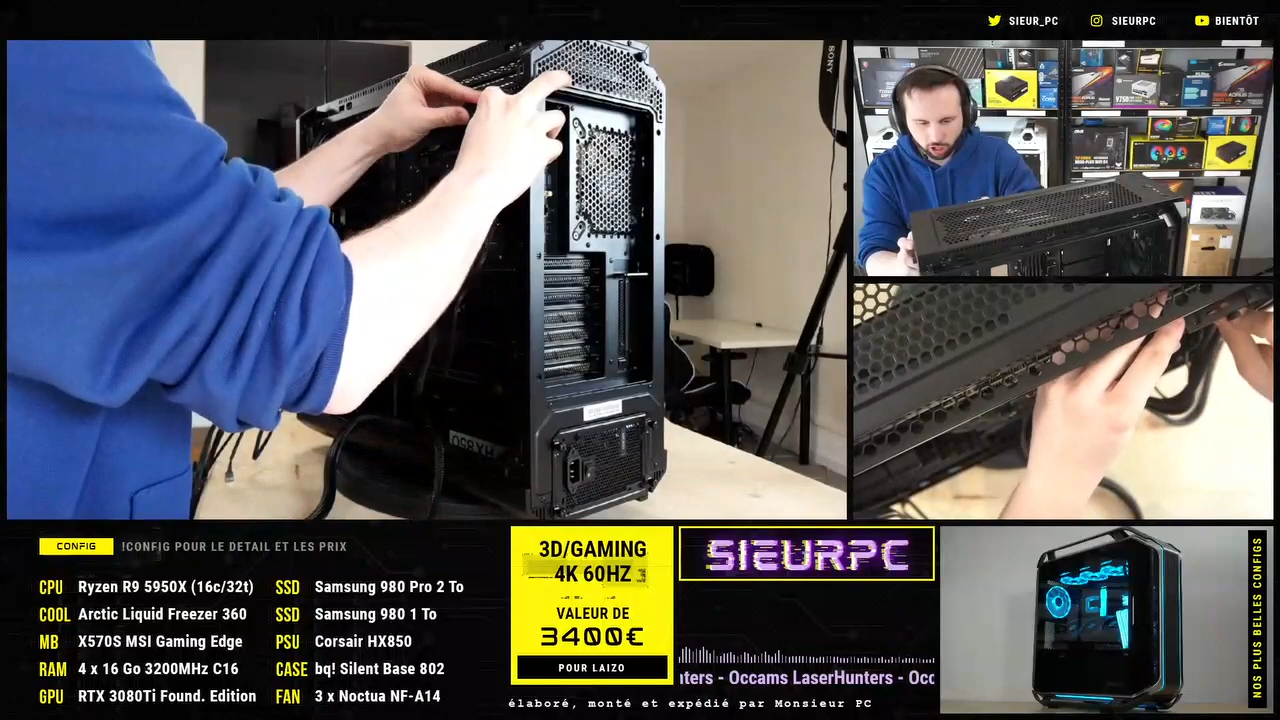 SIEUR_PC
SIEURPC
BIENTÔT
SONY
HX850
CONFIG
!CONFIG POUR LE DETAIL ET LES PRIX
CPU Ryzen R9 5950X (16c/32t)
COOL Arctic Liquid Freezer 360
MB X570S MSI Gaming Edge
RAM 4 x 16 Go 3200MHz C16
GPU RTX 3080Ti Found. Edition
SSD Samsung 980 Pro 2 To
SSD Samsung 980 1 To
PSU Corsair HX850
CASE bq! Silent Base 802
FAN 3 x Noctua NF-A14
3D/GAMING
4K 60HZ
VALEUR DE
3400€
POUR LAIZO
SIEURPC
nters - Occams LaserHunters - Occ
élaboré, monté et expédié par Monsieur PC
NOS PLUS BELLES CONFIGS